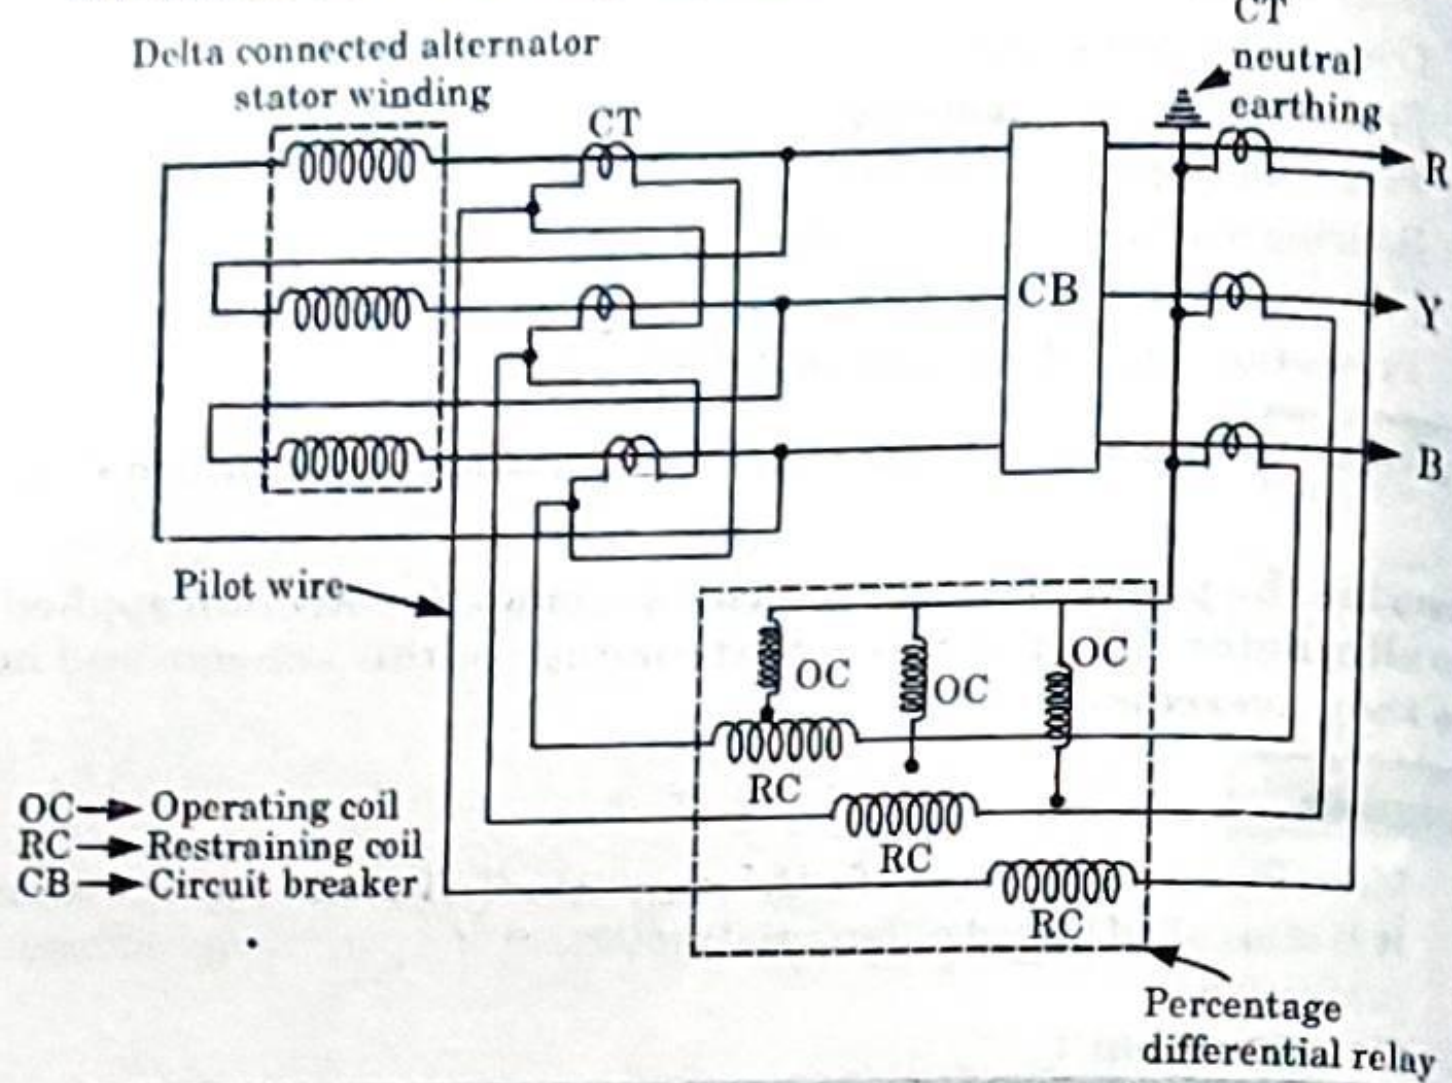 Delta connected alternator
stator winding
CT
CT
neutral
earthing
R
CB
Y
B
Pilot wire
OC
OC
OC
RC
RC
RC
OC → Operating coil
RC → Restraining coil
CB → Circuit breaker
Percentage
differential relay